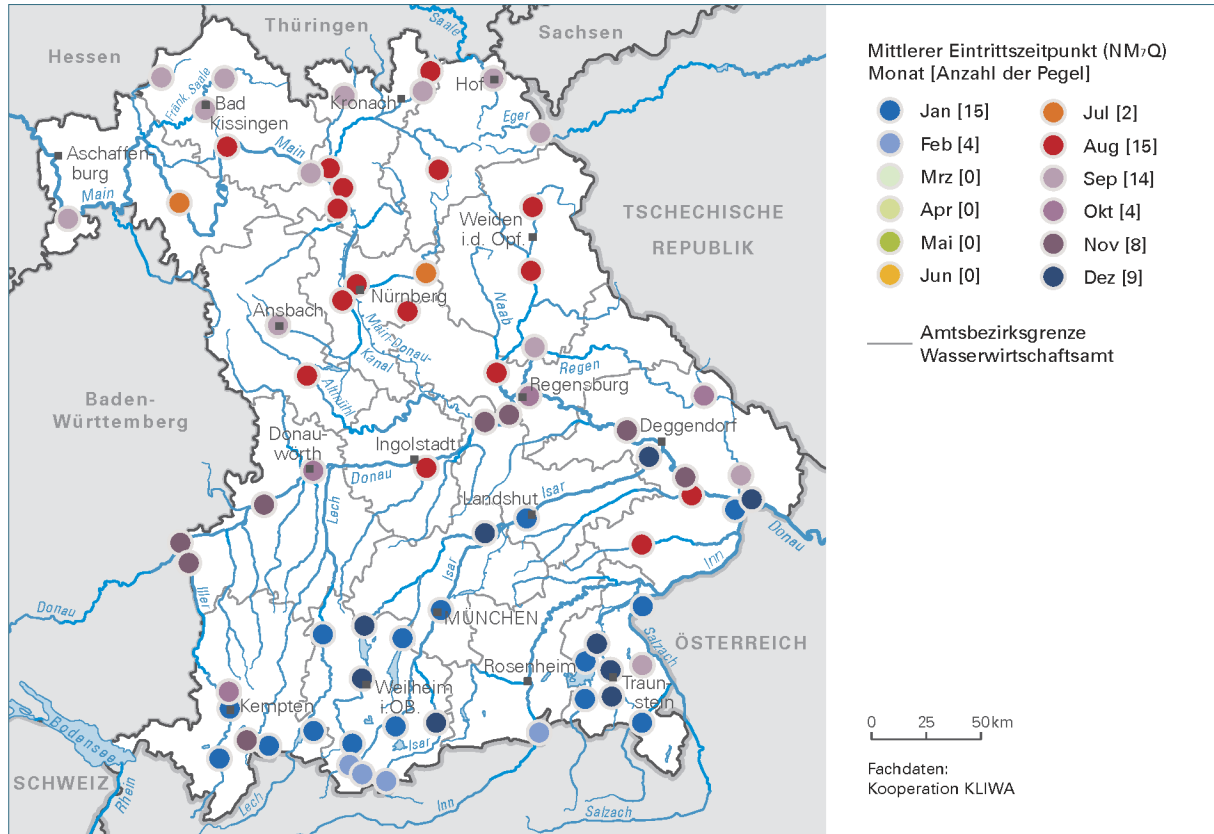 Thüringen
Saale
Sachsen
Hessen
Hof
Fränk. Saale
Kronach
Bad
Kissingen
Eger
Main
Aschaffen
burg
Main
TSCHECHISCHE
REPUBLIK
Weiden
i.d. Opf.
Nürnberg
Naab
Ansbach
Main-Donau-
Kanal
Regen
Altmühl
Regensburg
Baden-
Württemberg
Donau-
wörth
Ingolstadt
Deggendorf
Donau
Landshut
Isar
Lech
Donau
Inn
Isar
Iller
Donau
MÜNCHEN
Salzach
ÖSTERREICH
Rosenheim
Traun-
stein
Weilheim
i.OB.
Kempten
Isar
Bodensee
SCHWEIZ
Rhein
Lech
Inn
Salzach
Mittlerer Eintrittszeitpunkt (NM7Q)
Monat [Anzahl der Pegel]
Jan [15]
Feb [4]
Mrz [0]
Apr [0]
Mai [0]
Jun [0]
Jul [2]
Aug [15]
Sep [14]
Okt [4]
Nov [8]
Dez [9]
Amtsbezirksgrenze
Wasserwirtschaftsamt
0 25 50km
Fachdaten:
Kooperation KLIWA